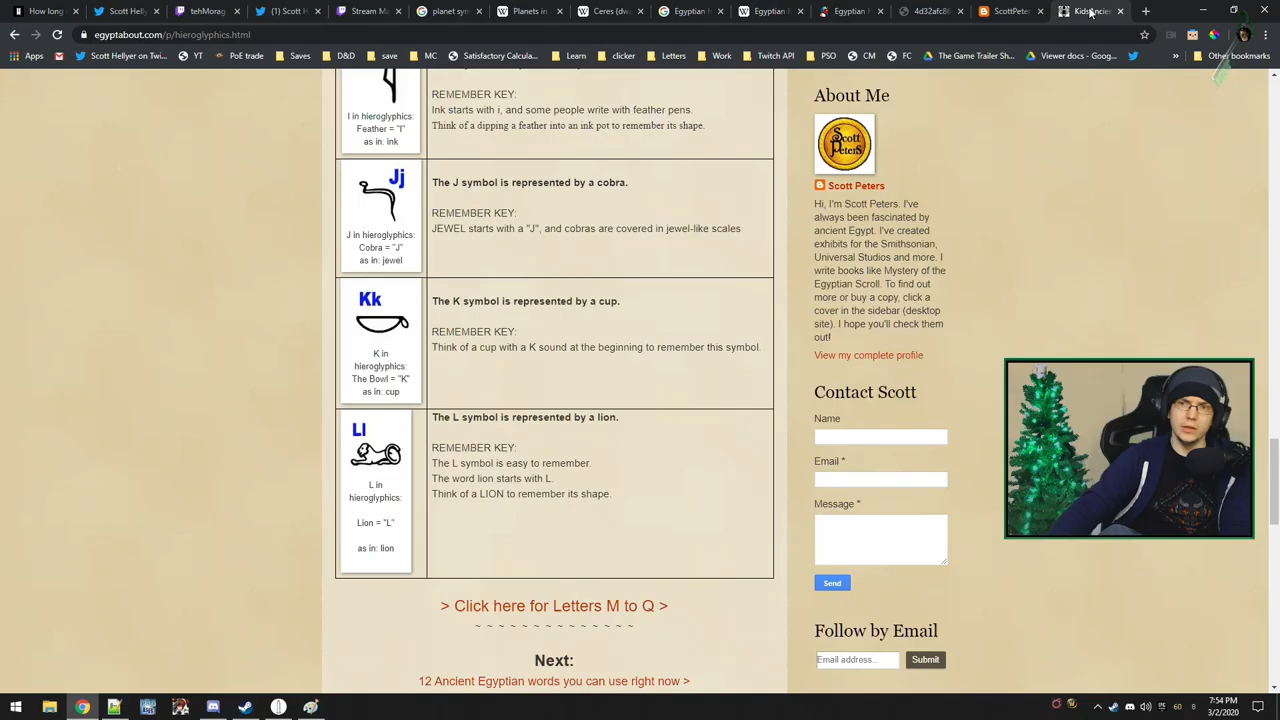 How long
Scott H
tehMorag
(1) Scott H
Stream M
planet sym
Planets in
Ceres (dwa
Egyptian h
Egyptian h
4d32afc86
ScottPeter
Kids Ancie
egyptabout.com/p/hieroglyphics.html
Apps
Scott Hellyer on Tw...
YT
PoE trade
Saves
D&D
save
MC
Satisfactory Calcula...
Learn
clicker
Letters
Work
Twitch API
PSO
CH
FC
The Game Trailer Sh...
Viewer docs - Goog...
»
Other bookmarks
I in hieroglyphics:
Feather = "I"
as in: ink
REMEMBER KEY:
Ink starts with i, and some people write with feather pens.
Think of a dipping a feather into an ink pot to remember its shape.
Jj
J in hieroglyphics:
Cobra = "J"
as in: jewel
The J symbol is represented by a cobra.
REMEMBER KEY:
JEWEL starts with a "J", and cobras are covered in jewel-like scales
Kk
K in
hieroglyphics:
The Bowl = "K"
as in: cup
The K symbol is represented by a cup.
REMEMBER KEY:
Think of a cup with a K sound at the beginning to remember this symbol.
Ll
L in
hieroglyphics:
Lion = "L"
as in: lion
The L symbol is represented by a lion.
REMEMBER KEY:
The L symbol is easy to remember.
The word lion starts with L.
Think of a LION to remember its shape.
> Click here for Letters M to Q >
~ ~ ~ ~ ~ ~ ~ ~ ~ ~ ~ ~ ~ ~
Next:
12 Ancient Egyptian words you can use right now >
About Me
Scott
Peters
Scott Peters
Hi, I'm Scott Peters. I've
always been fascinated by
ancient Egypt. I've created
exhibits for the Smithsonian,
Universal Studios and more. I
write books like Mystery of the
Egyptian Scroll. To find out
more or buy a copy, click a
cover in the sidebar (desktop
site). I hope you'll check them
out!
View my complete profile
Contact Scott
Name
Email *
Message *
Send
Follow by Email
Email address...
Submit
7:54 PM
3/2/2020